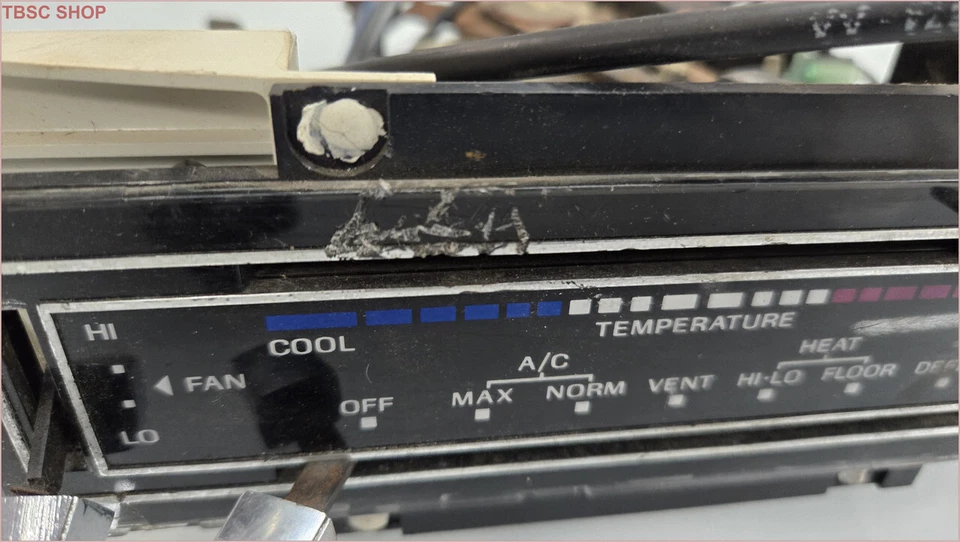 TBSC SHOP
HI
COOL
TEMPERATURE
A/C
HEAT
FAN
OFF
MAX
NORM
VENT
HI-LO
FLOOR
LO